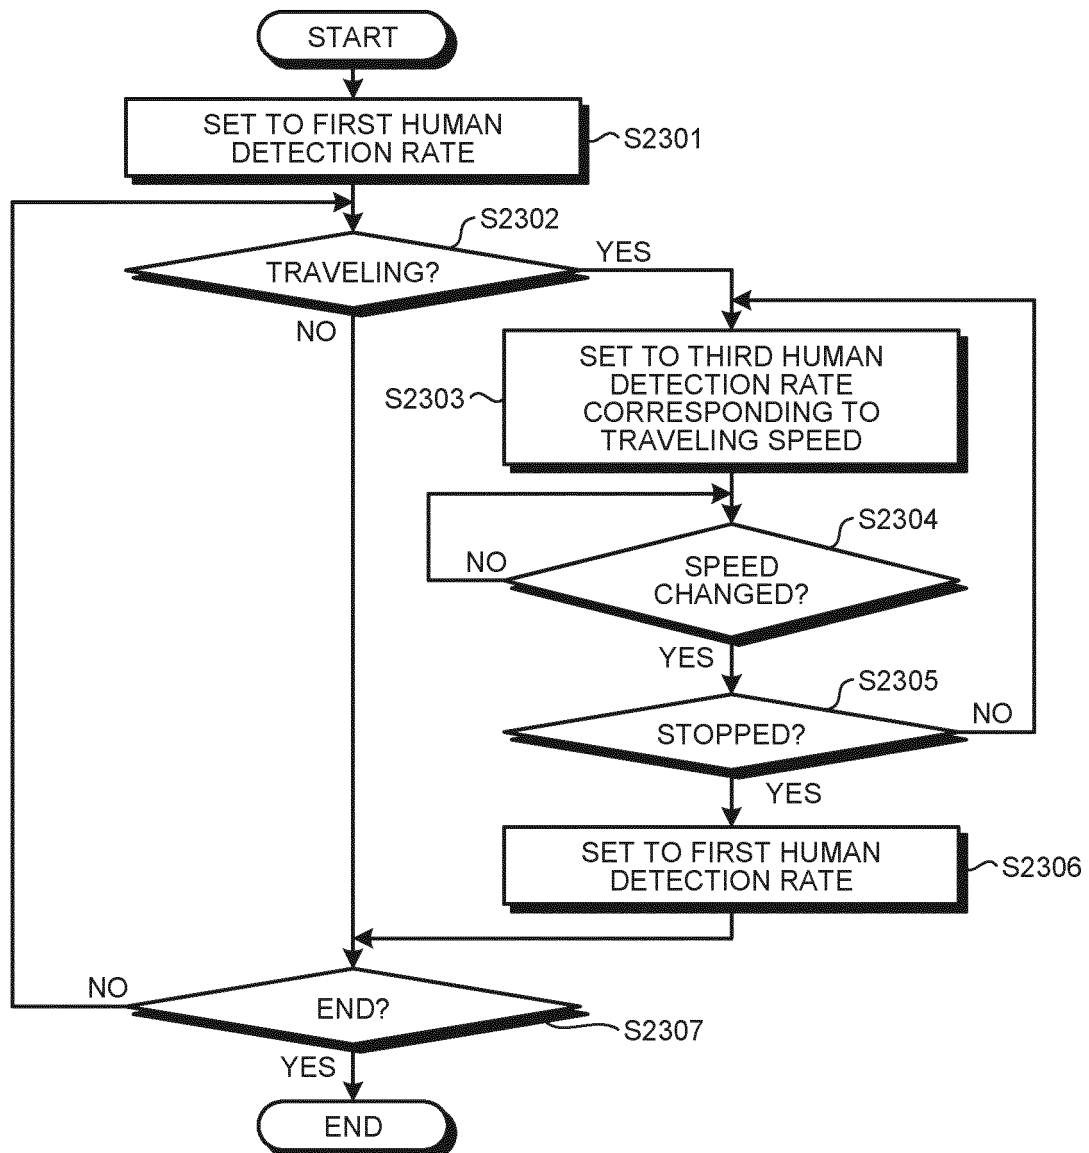 START
SET TO FIRST HUMAN
DETECTION RATE
S2301
S2302
TRAVELING?
YES
NO
SET TO THIRD HUMAN
DETECTION RATE
CORRESPONDING TO
TRAVELING SPEED
S2303
S2304
SPEED
CHANGED?
NO
YES
S2305
STOPPED?
NO
YES
SET TO FIRST HUMAN
DETECTION RATE
S2306
NO
END?
S2307
YES
END